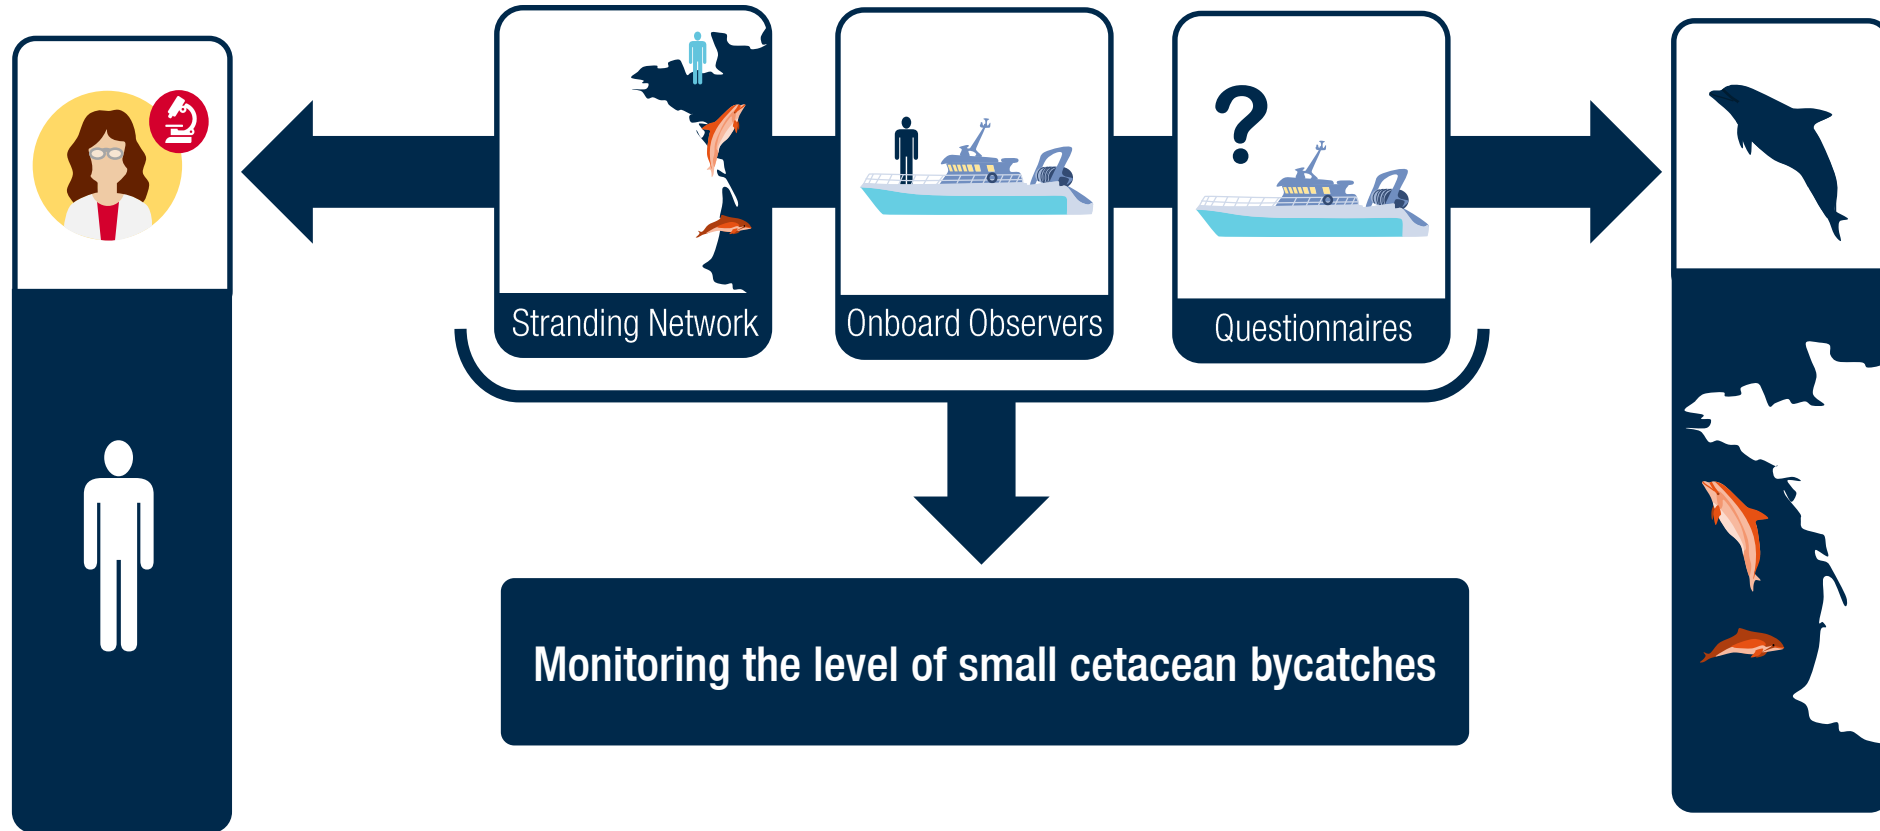 Stranding Network
Onboard Observers
?
Questionnaires
Monitoring the level of small cetacean bycatches